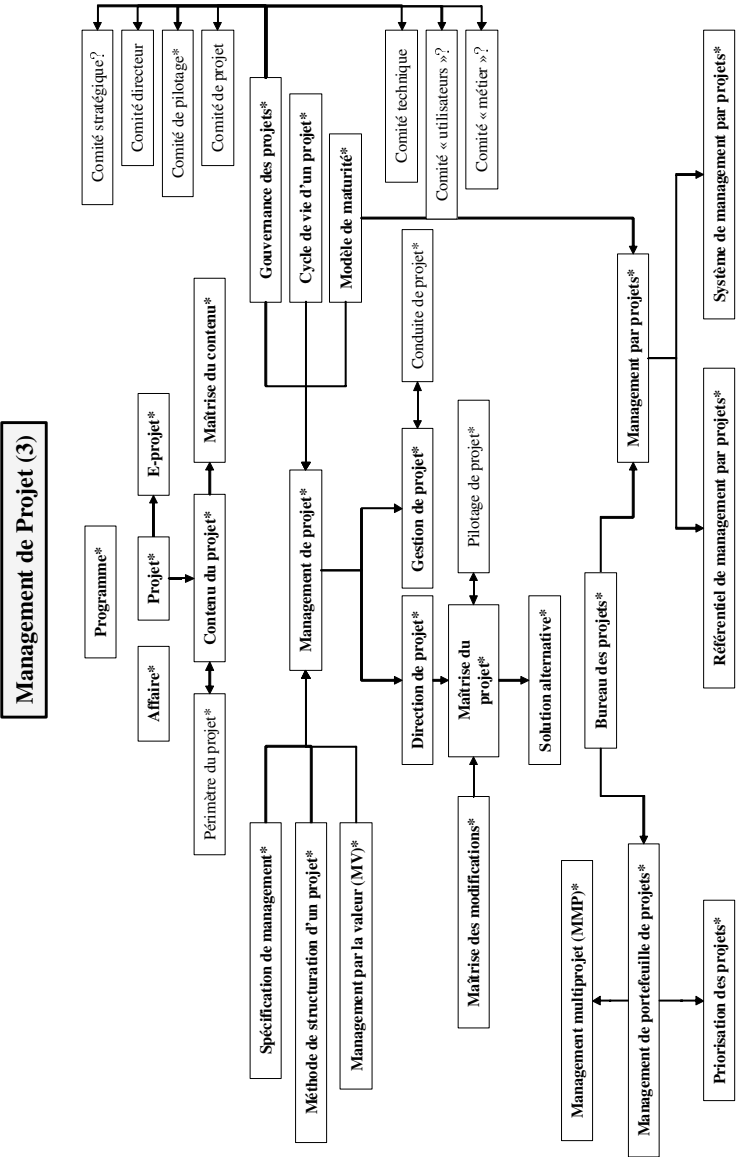 Management de Projet (3)
Programme*
Affaire*
Projet*
E-projet*
Périmètre du projet*
Contenu du projet*
Maîtrise du contenu*
Comité stratégique?
Comité directeur
Comité de pilotage*
Comité de projet
Spécification de management*
Méthode de structuration d’un projet*
Management par la valeur (MV)*
Management de projet*
Gouvernance des projets*
Cycle de vie d’un projet*
Modèle de maturité*
Comité technique
Comité « utilisateurs »?
Comité « métier »?
Direction de projet*
Gestion de projet*
Conduite de projet*
Maîtrise des modifications*
Maîtrise du
projet*
Pilotage de projet*
Solution alternative*
Bureau des projets*
Management multiprojet (MMP)*
Management de portefeuille de projets*
Management par projets*
Priorisation des projets*
Référentiel de management par projets*
Système de management par projets*